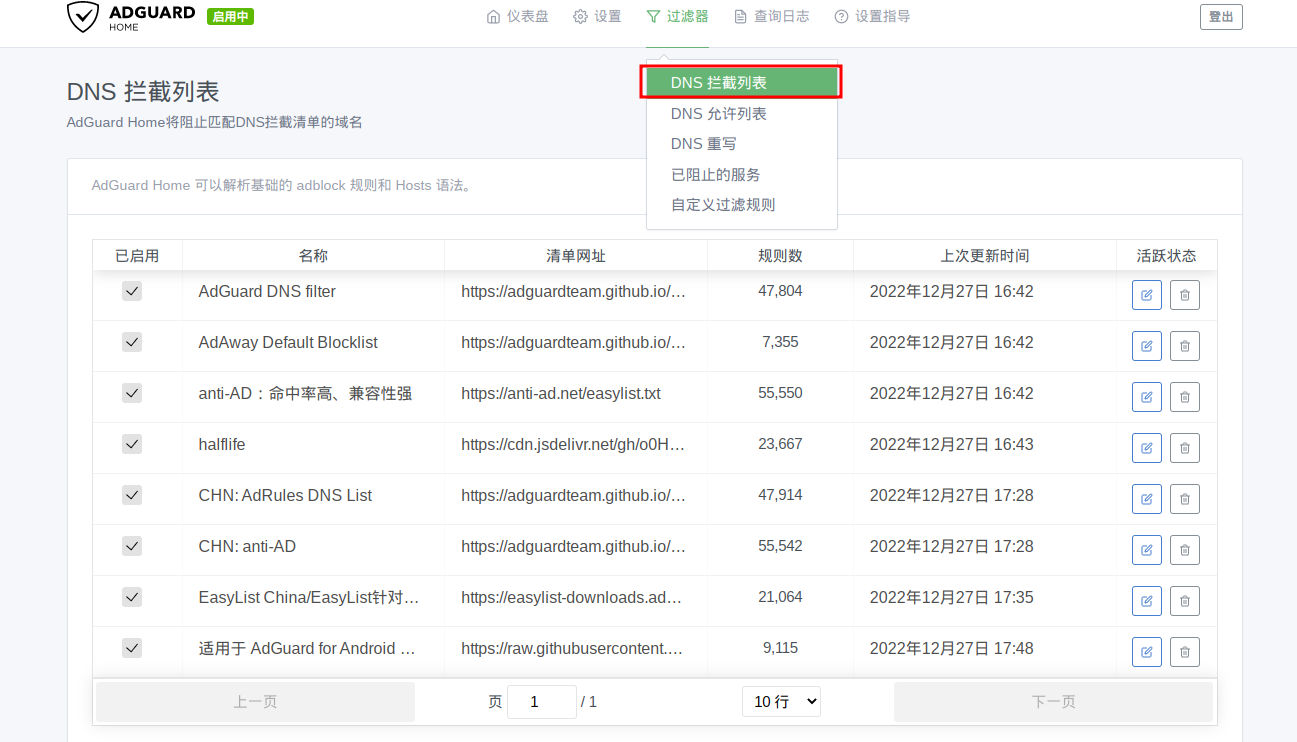 ADGUARD
HOME
启用中
仪表盘
设置
过滤器
查询日志
设置指导
登出
DNS 拦截列表
DNS 允许列表
DNS 重写
已阻止的服务
自定义过滤规则
DNS 拦截列表
AdGuard Home将阻止匹配DNS拦截清单的域名
AdGuard Home 可以解析基础的 adblock 规则和 Hosts 语法。
已启用 名称 清单网址 规则数 上次更新时间 活跃状态
AdGuard DNS filter https://adguardteam.github.io/… 47,804 2022年12月27日 16:42
AdAway Default Blocklist https://adguardteam.github.io/… 7,355 2022年12月27日 16:42
anti-AD：命中率高、兼容性强 https://anti-ad.net/easylist.txt 55,550 2022年12月27日 16:42
halflife https://cdn.jsdelivr.net/gh/o0H… 23,667 2022年12月27日 16:43
CHN: AdRules DNS List https://adguardteam.github.io/… 47,914 2022年12月27日 17:28
CHN: anti-AD https://adguardteam.github.io/… 55,542 2022年12月27日 17:28
EasyList China/EasyList针对… https://easylist-downloads.ad… 21,064 2022年12月27日 17:35
适用于 AdGuard for Android … https://raw.githubusercontent.… 9,115 2022年12月27日 17:48
上一页 页 1 / 1 10 行 下一页